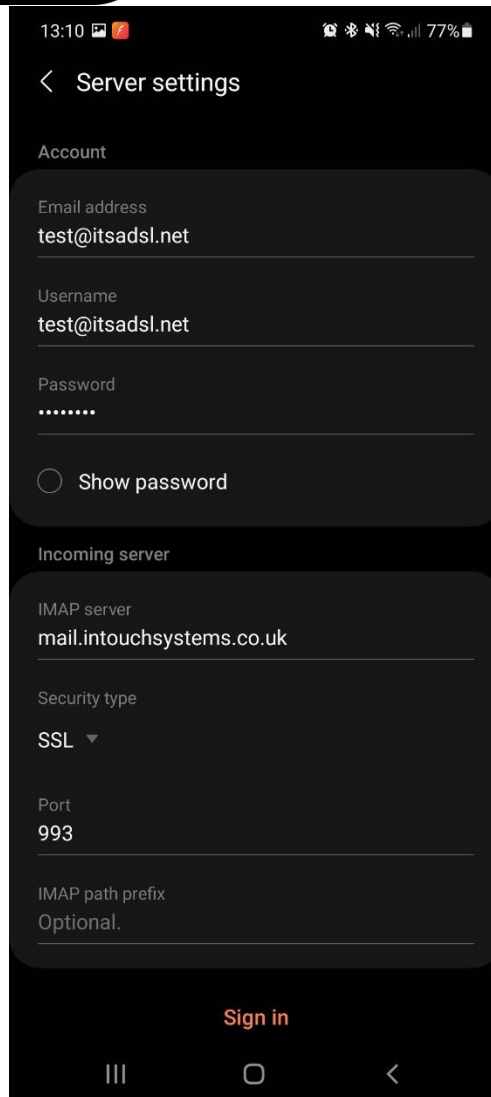 13:10 77%
Server settings
Account
Email address
test@itsadsl.net
Username
test@itsadsl.net
Password
••••••••
Show password
Incoming server
IMAP server
mail.intouchsystems.co.uk
Security type
SSL
Port
993
IMAP path prefix
Optional.
Sign in